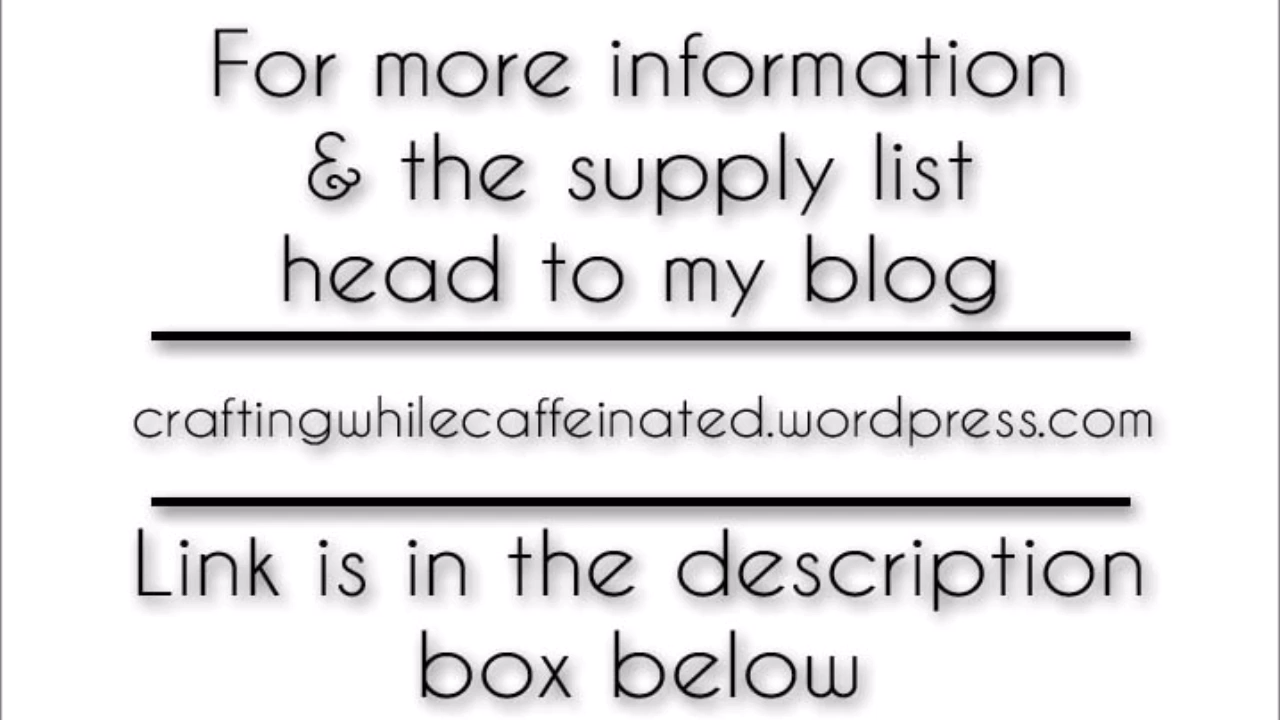 For more information
& the supply list
head to my blog
craftingwhilecaffeinated.wordpress.com
Link is in the description
box below